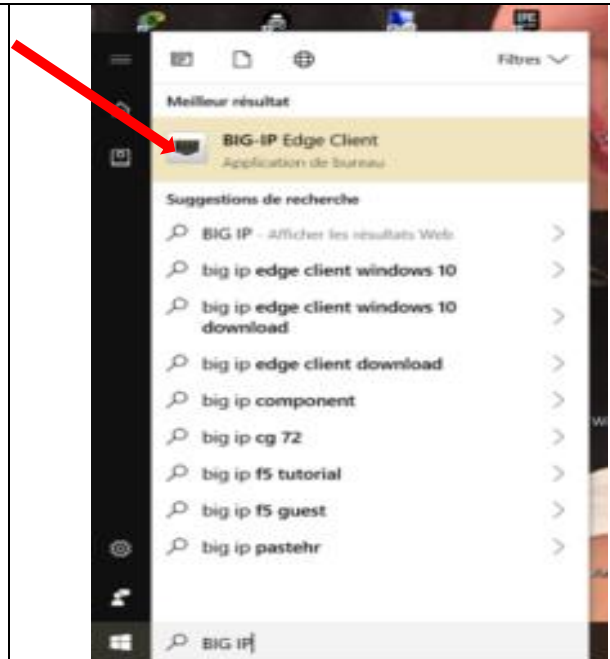 Filtres
Meilleur résultat
BIG-IP Edge Client
Application de bureau
Suggestions de recherche
BIG IP - Afficher les résultats Web
big ip edge client windows 10
big ip edge client windows 10
download
big ip edge client download
big ip component
big ip cg 72
big ip f5 tutorial
big ip f5 guest
big ip pastehr
BIG IP